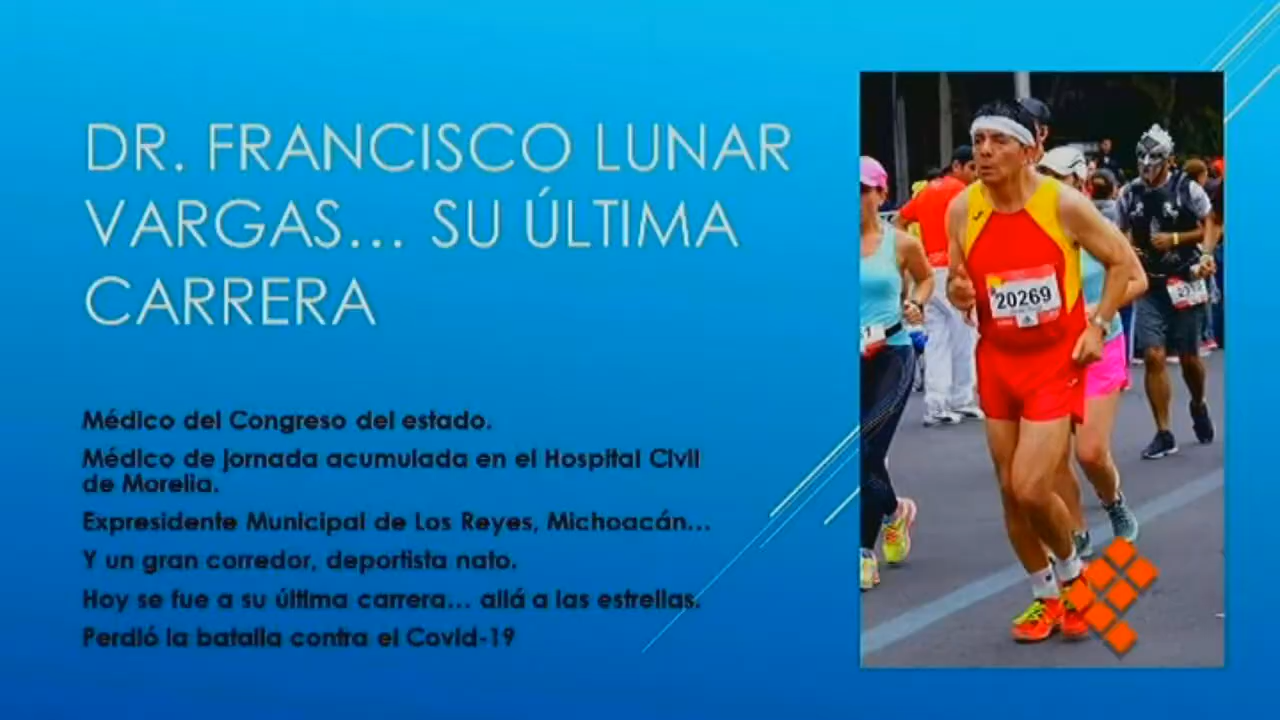 DR. FRANCISCO LUNAR
VARGAS... SU ÚLTIMA
CARRERA
Médico del Congreso del estado.
Médico de jornada acumulada en el Hospital Civil
de Morelia.
Expresidente Municipal de Los Reyes, Michoacán...
Y un gran corredor, deportista nato.
Hoy se fue a su última carrera... allá a las estrellas.
Perdió la batalla contra el Covid-19
20269